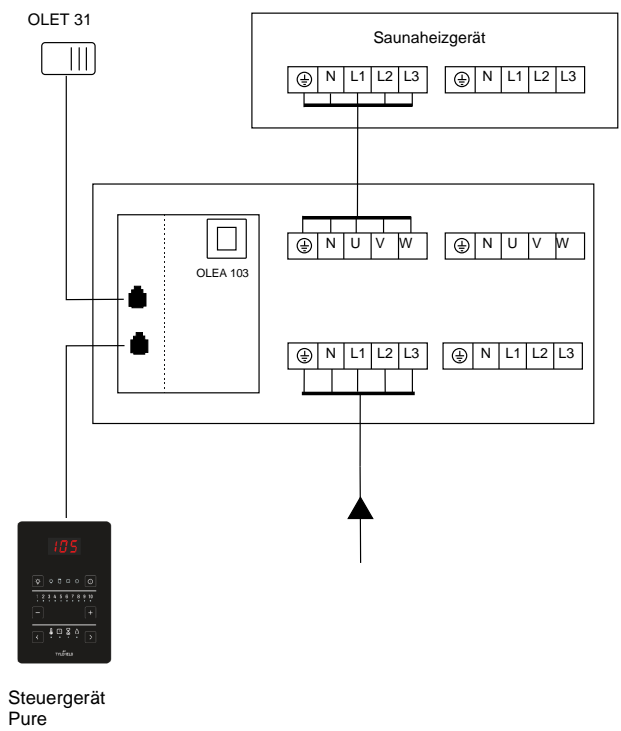 OLET 31
Saunaheizgerät
N L1 L2 L3
N L1 L2 L3
OLEA 103
N U V W
N U V W
N L1 L2 L3
N L1 L2 L3
105
1 2 3 4 5 6 7 8 9 10
TYLÖHELO
Steuergerät
Pure